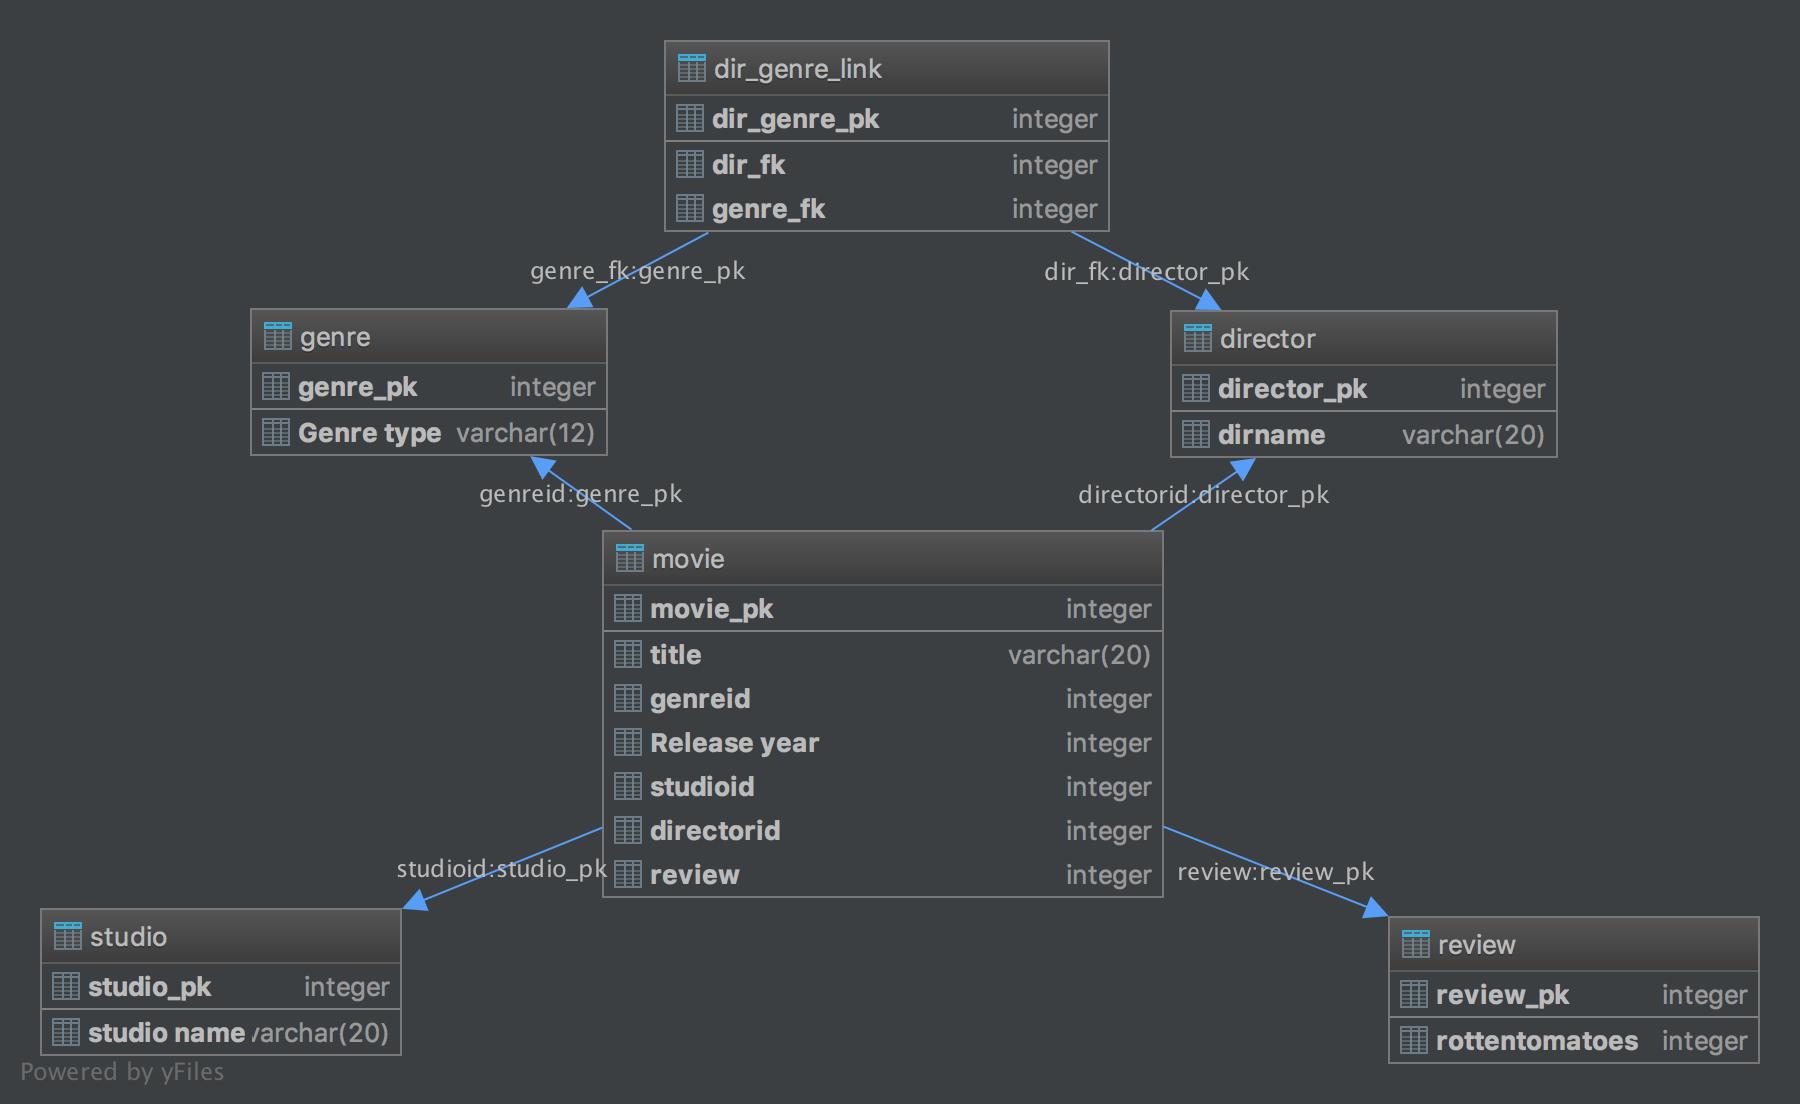 dir_genre_link
dir_genre_pk integer
dir_fk integer
genre_fk integer
genre_fk:genre_pk
dir_fk:director_pk
genre
genre_pk integer
Genre type varchar(12)
director
director_pk integer
dirname varchar(20)
genreid:genre_pk
directorid:director_pk
movie
movie_pk integer
title varchar(20)
genreid integer
Release year integer
studioid integer
directorid integer
review integer
studioid:studio_pk
review:review_pk
studio
studio_pk integer
studio name varchar(20)
review
review_pk integer
rottentomatoes integer
Powered by yFiles